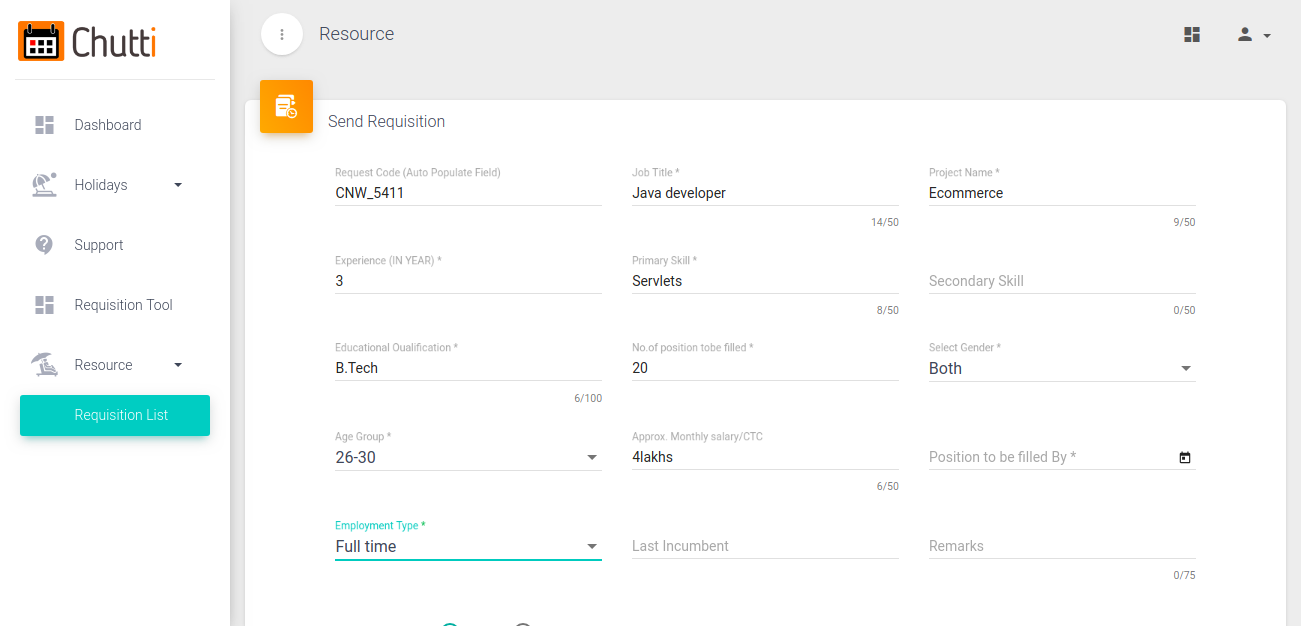 Chutti
Resource
Dashboard
Holidays
Support
Requisition Tool
Resource
Requisition List
Send Requisition
Request Code (Auto Populate Field)
CNW_5411
Job Title *
Java developer
14/50
Project Name *
Ecommerce
9/50
Experience (IN YEAR) *
3
Primary Skill *
Servlets
8/50
Secondary Skill
0/50
Educational Oualification *
B.Tech
6/100
No.of position tobe filled *
20
Select Gender *
Both
Age Group *
26-30
Approx. Monthly salary/CTC
4lakhs
6/50
Position to be filled By *
Employment Type *
Full time
Last Incumbent
Remarks
0/75